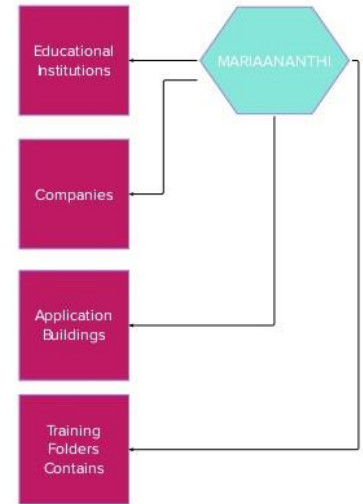 Educational
Institutions
MARIAANANTHI
Companies
Application
Buildings
Training
Folders
Contains